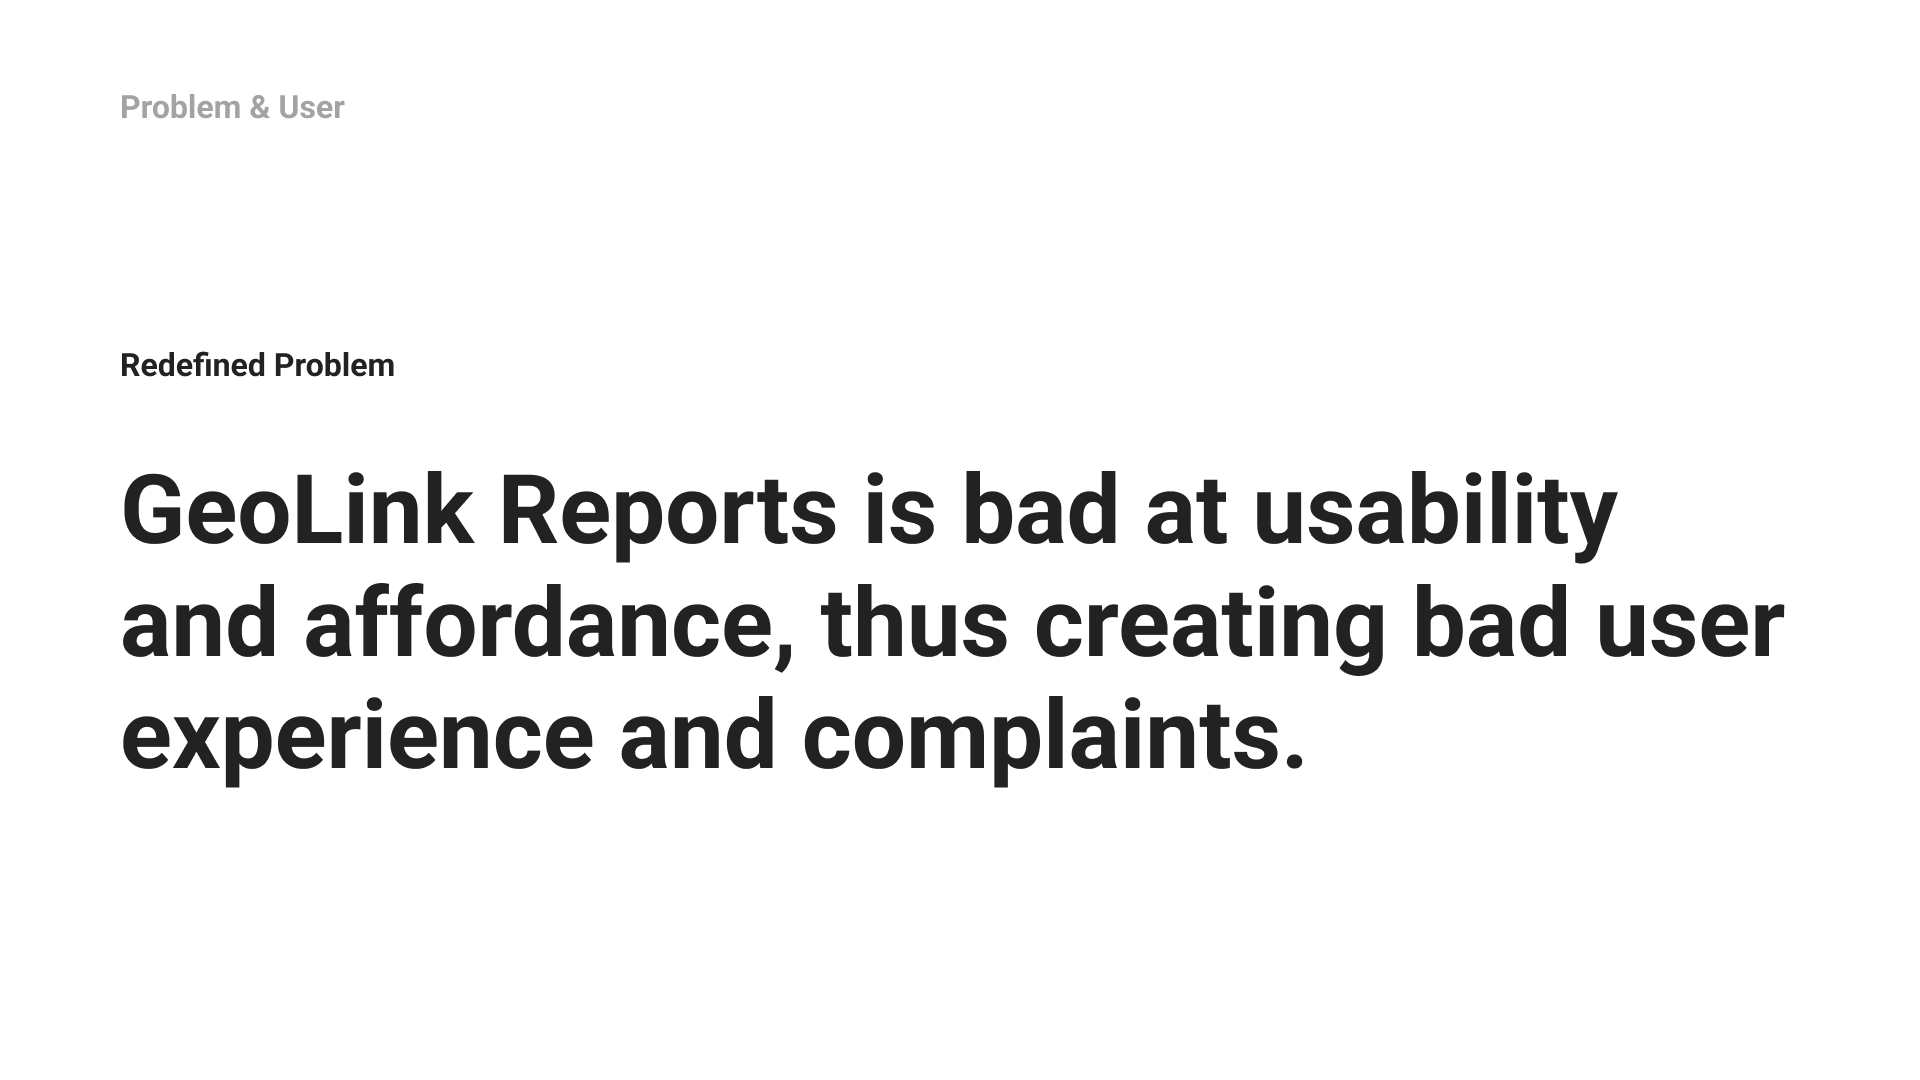 Problem & User
Redefined Problem
GeoLink Reports is bad at usability
and affordance, thus creating bad user
experience and complaints.